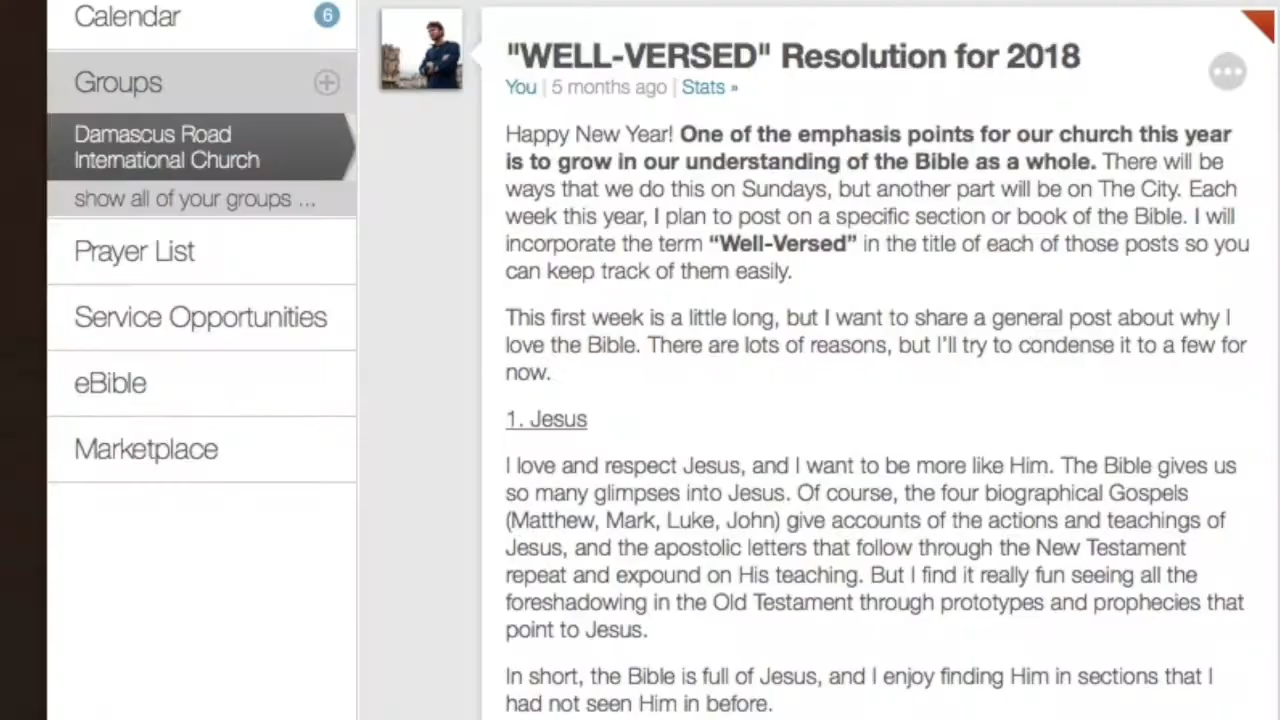 Calendar
6
Groups
Damascus Road
International Church
show all of your groups ...
Prayer List
Service Opportunities
eBible
Marketplace
"WELL-VERSED" Resolution for 2018
You | 5 months ago | Stats »
Happy New Year! One of the emphasis points for our church this year
is to grow in our understanding of the Bible as a whole. There will be
ways that we do this on Sundays, but another part will be on The City. Each
week this year, I plan to post on a specific section or book of the Bible. I will
incorporate the term “Well-Versed” in the title of each of those posts so you
can keep track of them easily.
This first week is a little long, but I want to share a general post about why I
love the Bible. There are lots of reasons, but I'll try to condense it to a few for
now.
1. Jesus
I love and respect Jesus, and I want to be more like Him. The Bible gives us
so many glimpses into Jesus. Of course, the four biographical Gospels
(Matthew, Mark, Luke, John) give accounts of the actions and teachings of
Jesus, and the apostolic letters that follow through the New Testament
repeat and expound on His teaching. But I find it really fun seeing all the
foreshadowing in the Old Testament through prototypes and prophecies that
point to Jesus.
In short, the Bible is full of Jesus, and I enjoy finding Him in sections that I
had not seen Him in before.